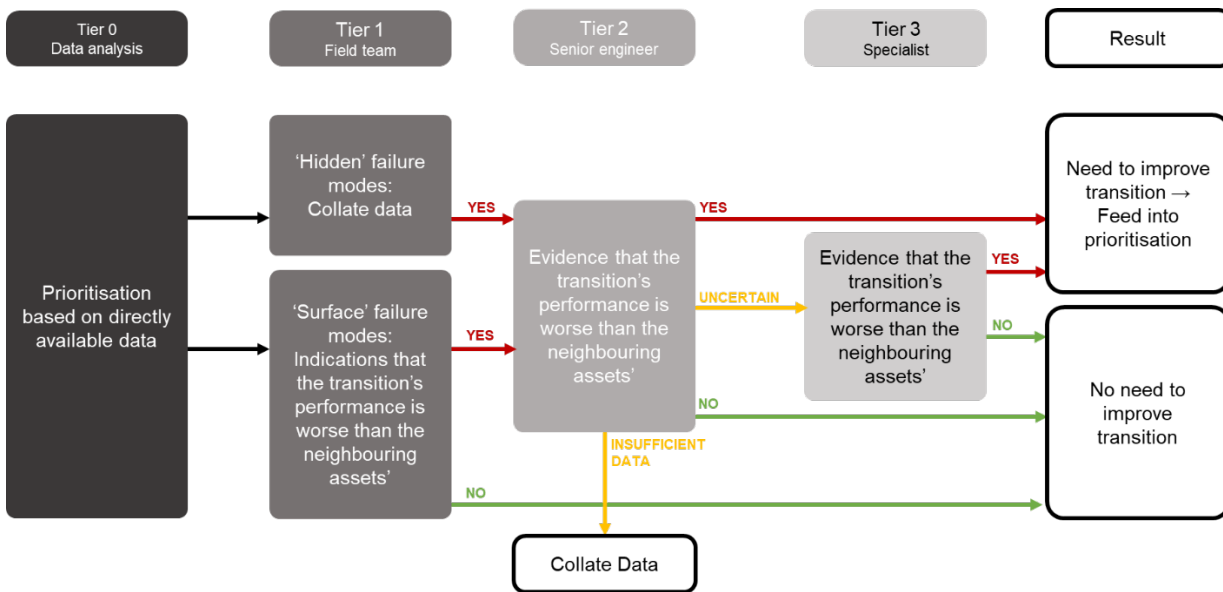 Tier 0
Data analysis
Tier 1
Field team
Tier 2
Senior engineer
Tier 3
Specialist
Result
Prioritisation
based on directly
available data
‘Hidden’ failure
modes:
Collate data
YES
‘Surface’ failure
modes:
Indications that
the transition’s
performance is
worse than the
neighbouring
assets’
YES
NO
Evidence that the
transition’s
performance is
worse than the
neighbouring
assets’
YES
UNCERTAIN
NO
INSUFFICIENT
DATA
Collate Data
Evidence that the
transition’s
performance is
worse than the
neighbouring
assets’
YES
NO
Need to improve
transition →
Feed into
prioritisation
No need to
improve
transition